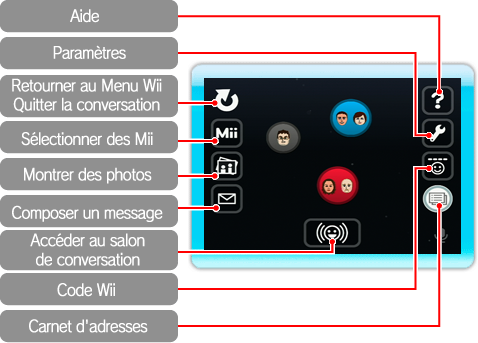 Aide
Paramètres
Retourner au Menu Wii
Quitter la conversation
Sélectionner des Mii
Montrer des photos
Composer un message
Accéder au salon
de conversation
Code Wii
Carnet d'adresses
?
Mii